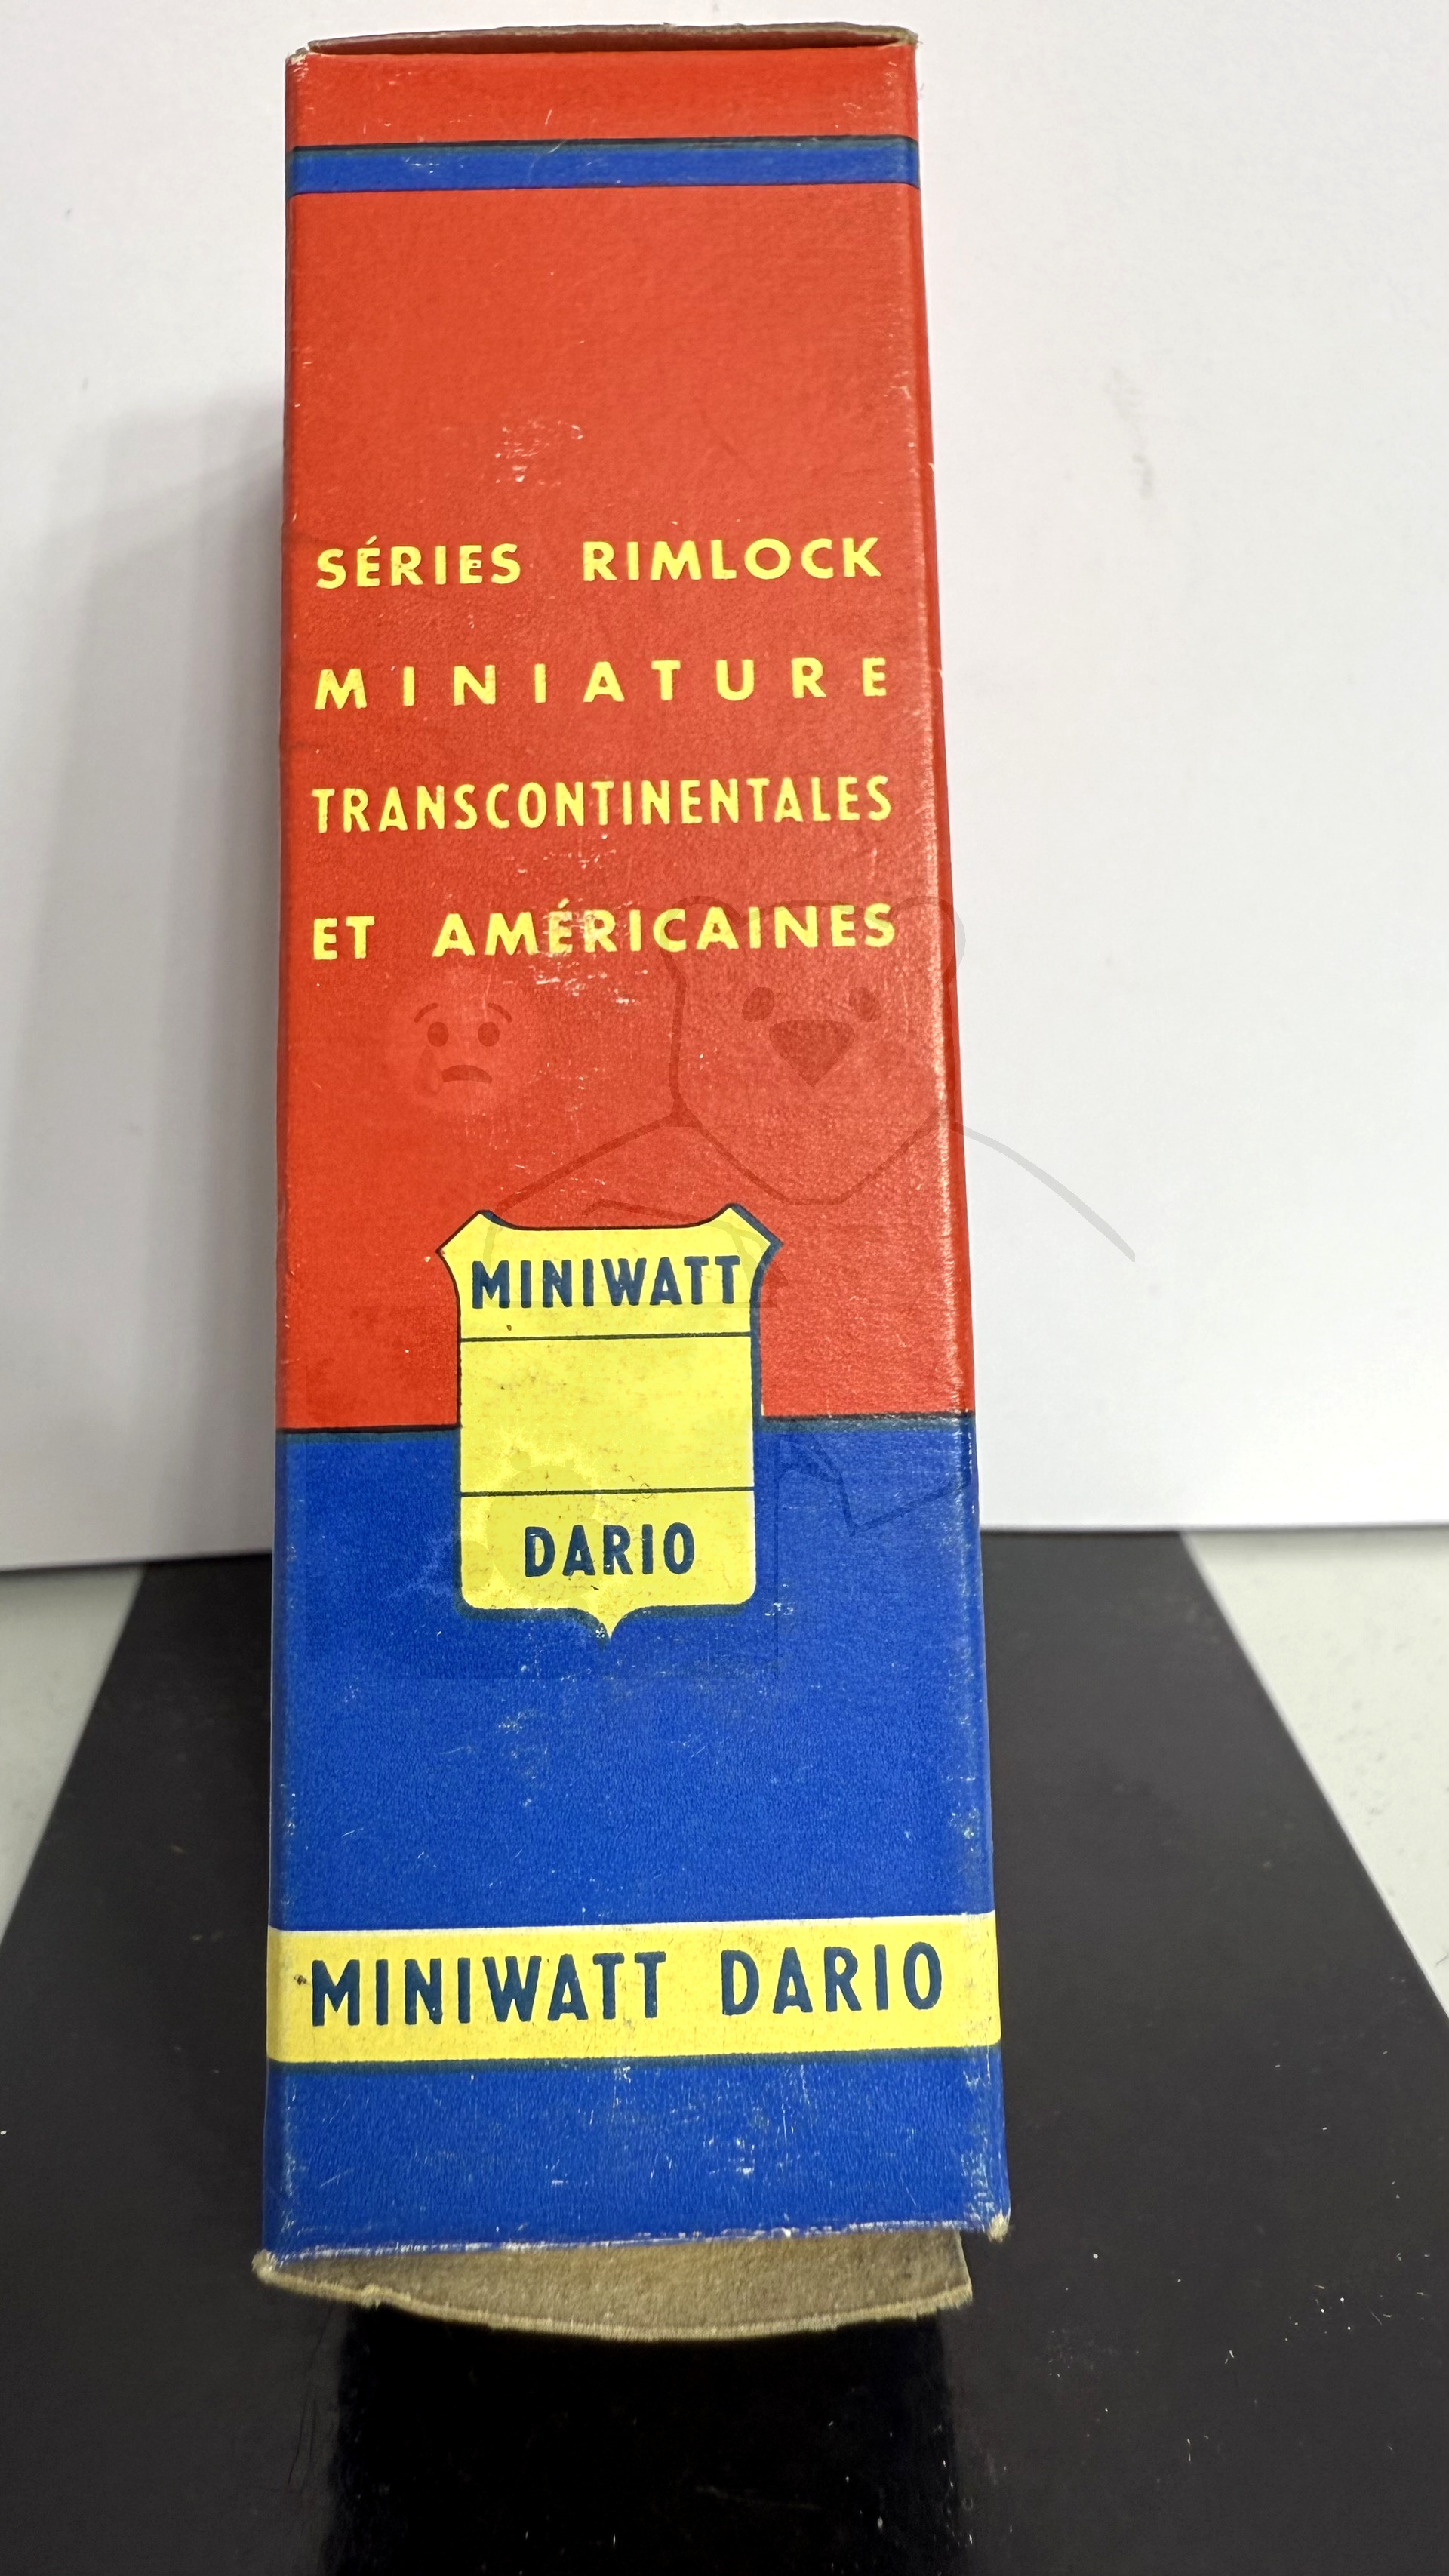 SÉRIES RIMLOCK
MINIATURE
TRANSCONTINENTALES
ET AMÉRICAINES
MINIWATT
DARIO
MINIWATT DARIO